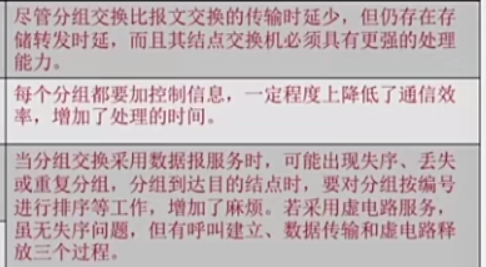 尽管分组交换比报文交换的传输时延少，但仍存在存
储转发时延，而且其结点交换机必须具有更强的处理
能力。
每个分组都要加控制信息，一定程度上降低了通信效
率，增加了处理的时间。
当分组交换采用数据报服务时，可能出现失序、丢失
或重复分组，分组到达目的结点时，要对分组按编号
进行排序等工作，增加了麻烦。若采用虚电路服务，
虽无失序问题，但有呼叫建立、数据传输和虚电路释
放三个过程。